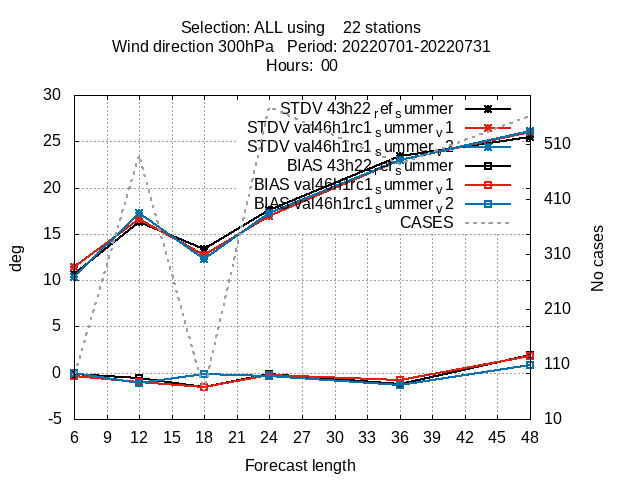 Selection: ALL using 22 stations
Wind direction 300hPa Period: 20220701-20220731
Hours: 00
30
25
20
15
10
5
0
-5
deg
STDV 43h22_ref_summer
STDV val46h1rc1_summer_v1
STDV val46h1rc1_summer_v2
BIAS 43h22_ref_summer
BIAS val46h1rc1_summer_v1
BIAS val46h1rc1_summer_v2
CASES
510
410
310
210
110
10
No cases
6 9 12 15 18 21 24 27 30 33 36 39 42 45 48
Forecast length